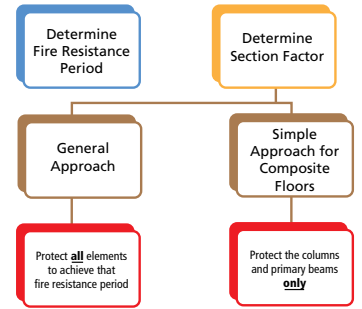 Determine
Fire Resistance
Period
Determine
Section Factor
General
Approach
Simple
Approach for
Composite
Floors
Protect all elements
to achieve that
fire resistance period
Protect the columns
and primary beams
only